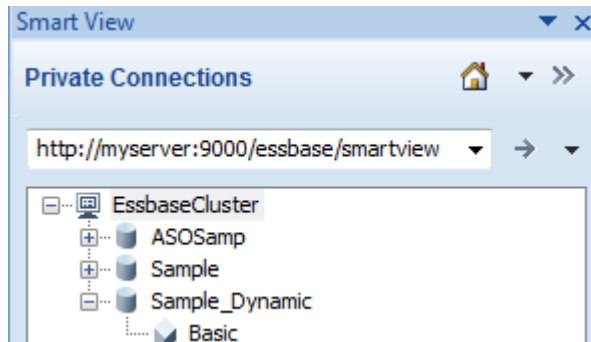 Smart View
Private Connections
http://myserver:9000/essbase/smartview
EssbaseCluster
ASOSamp
Sample
Sample_Dynamic
Basic